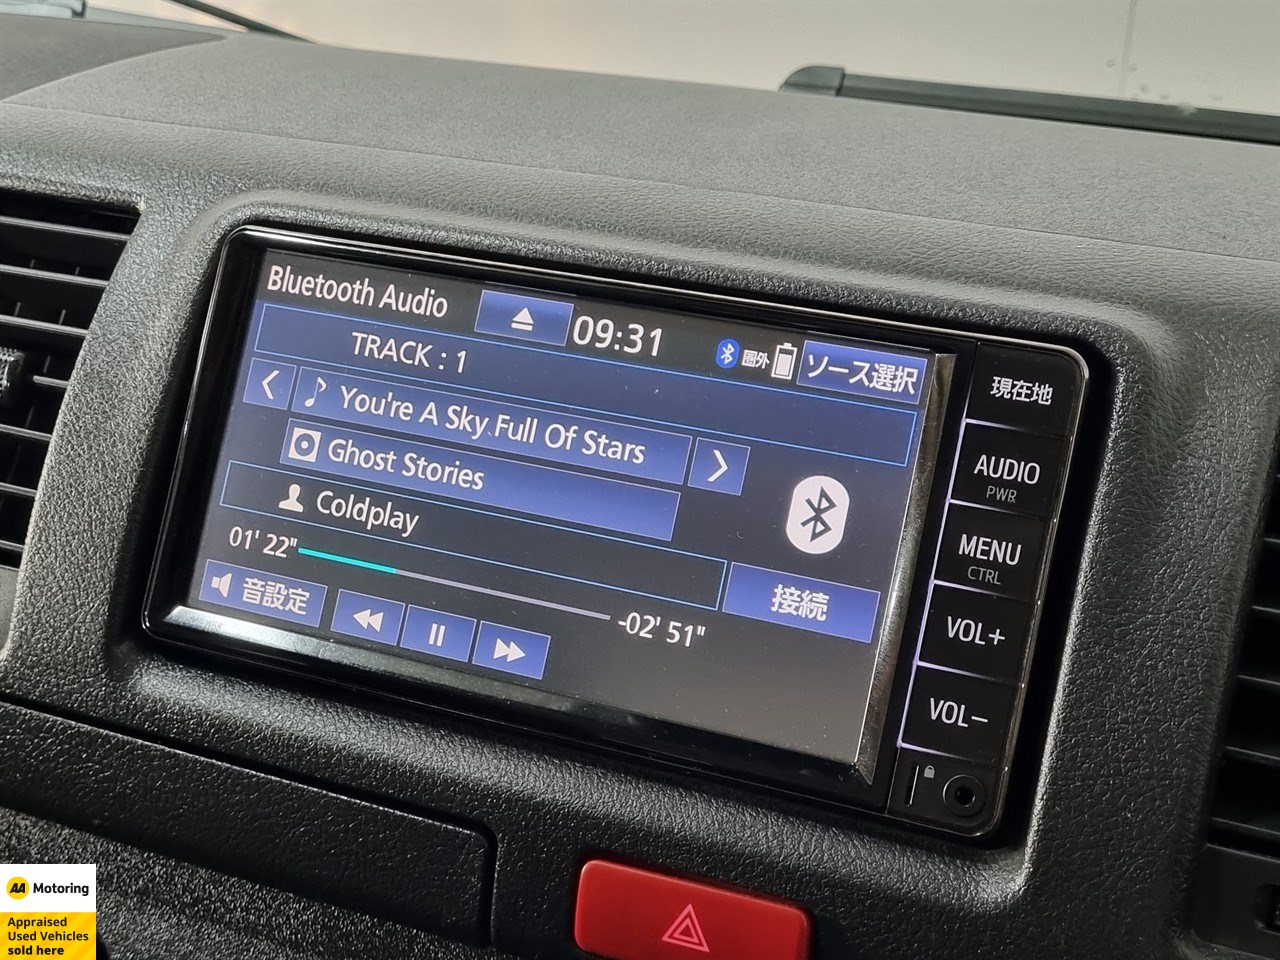 Bluetooth Audio
09:31
圏外
ソース選択
TRACK : 1
You're A Sky Full Of Stars
Ghost Stories
Coldplay
01' 22"
-02' 51"
接続
音設定
現在地
AUDIO
PWR
MENU
CTRL
VOL+
VOL-
AA Motoring
Appraised
Used Vehicles
sold here